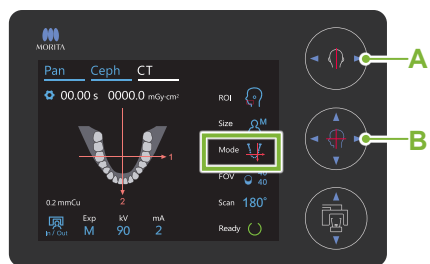 MORITA
Pan Ceph CT
00.00 s 0000.0 mGy·cm²
ROI
Size M
Mode
FOV 40
40
Scan 180°
Ready
1
2
0.2 mmCu
In / Out
Exp kV mA
M 90 2
A
B